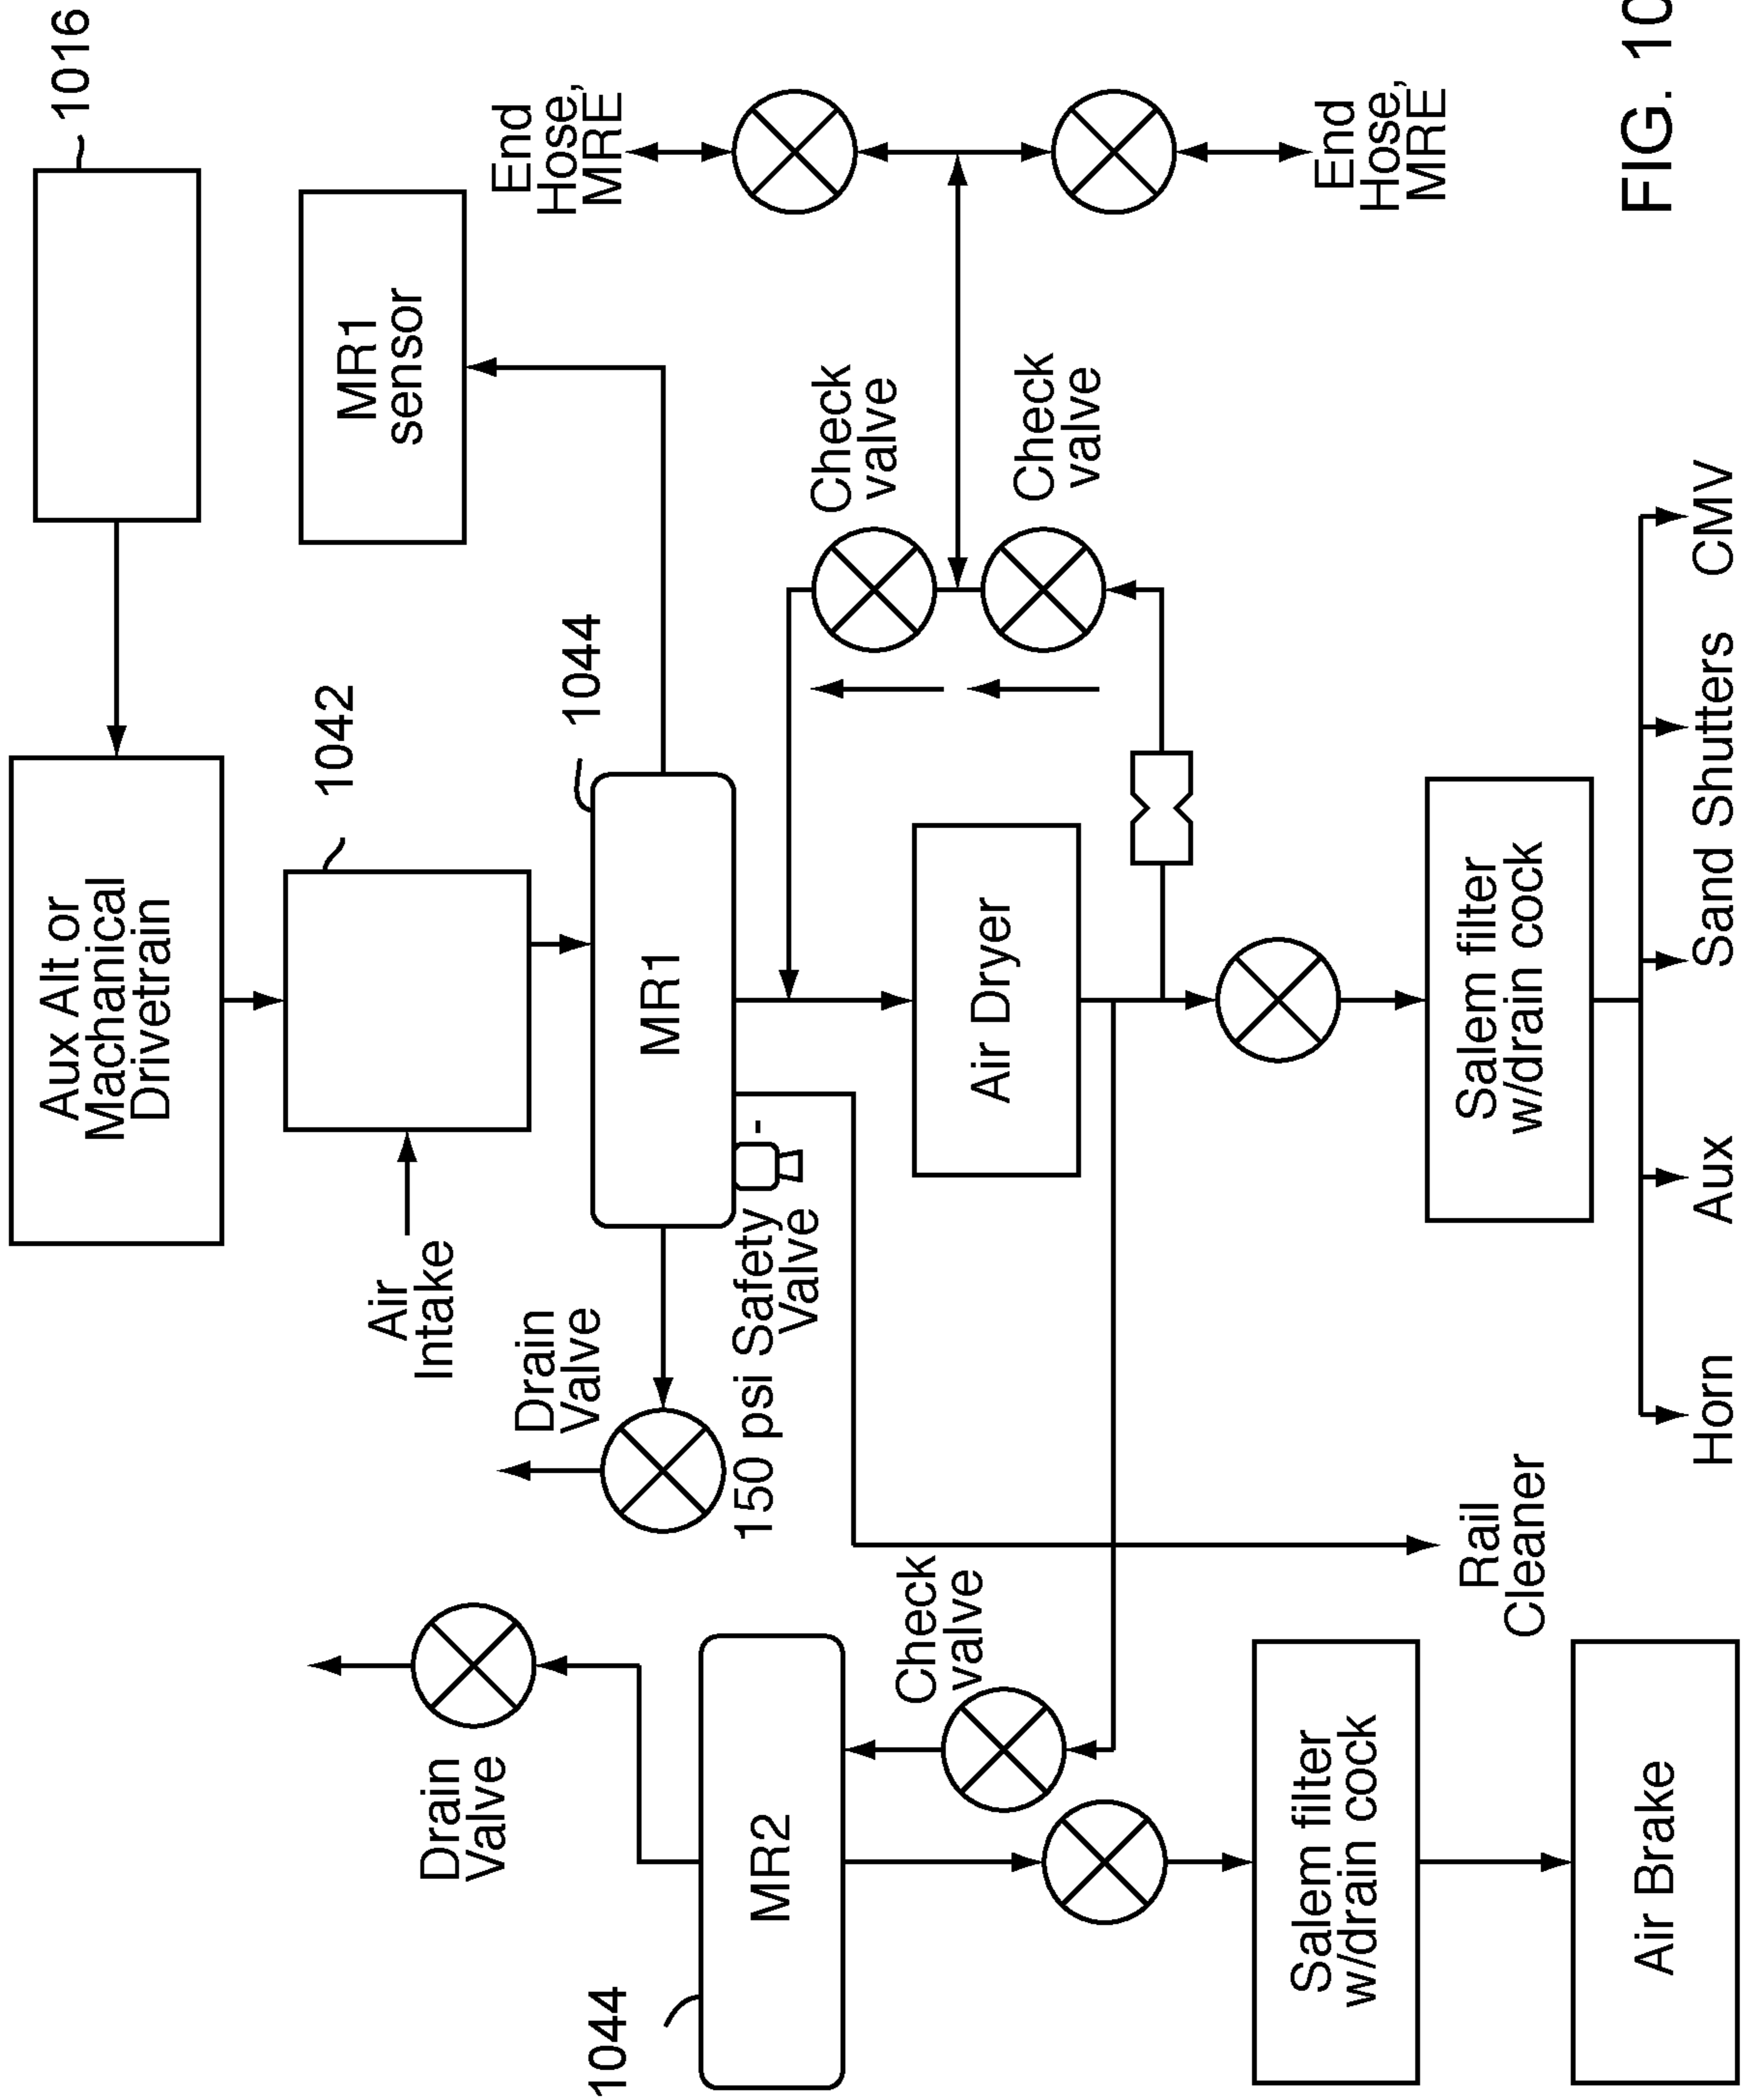 1016
Aux Alt or
Machanical
Drivetrain
1042
Air
Intake
MR1
sensor
1044
MR1
Drain
Valve
150 psi Safety
Valve
End
Hose,
MRE
Check
valve
Check
valve
End
Hose,
MRE
Air Dryer
Drain
Valve
1044
MR2
Check
valve
Rail
Cleaner
Salem filter
w/drain cock
Salem filter
w/drain cock
Air Brake
Horn
Aux
Sand Shutters
CMV
FIG. 10